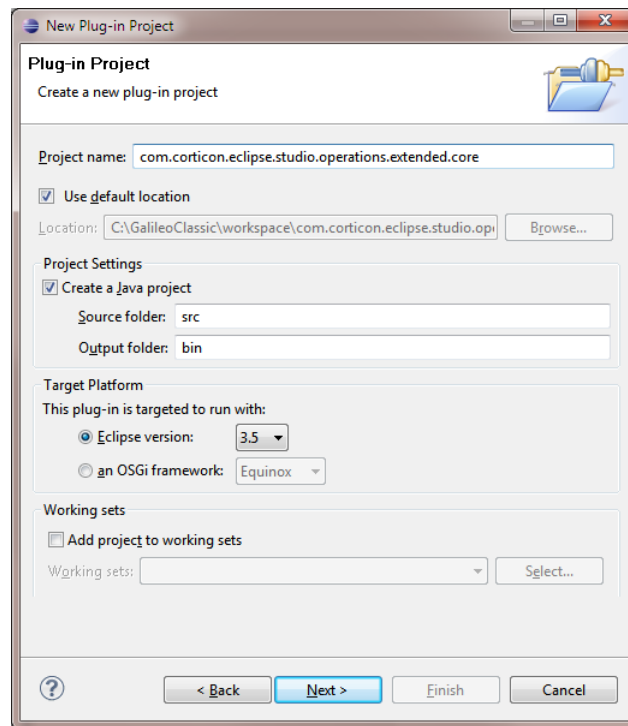 New Plug-in Project
Plug-in Project
Create a new plug-in project
Project name: com.corticon.eclipse.studio.operations.extended.core
Use default location
Location: C:\GalileoClassic\workspace\com.corticon.eclipse.studio.ope Browse...
Project Settings
Create a Java project
Source folder: src
Output folder: bin
Target Platform
This plug-in is targeted to run with:
Eclipse version: 3.5
an OSGi framework: Equinox
Working sets
Add project to working sets
Working sets: Select...
? < Back Next > Finish Cancel